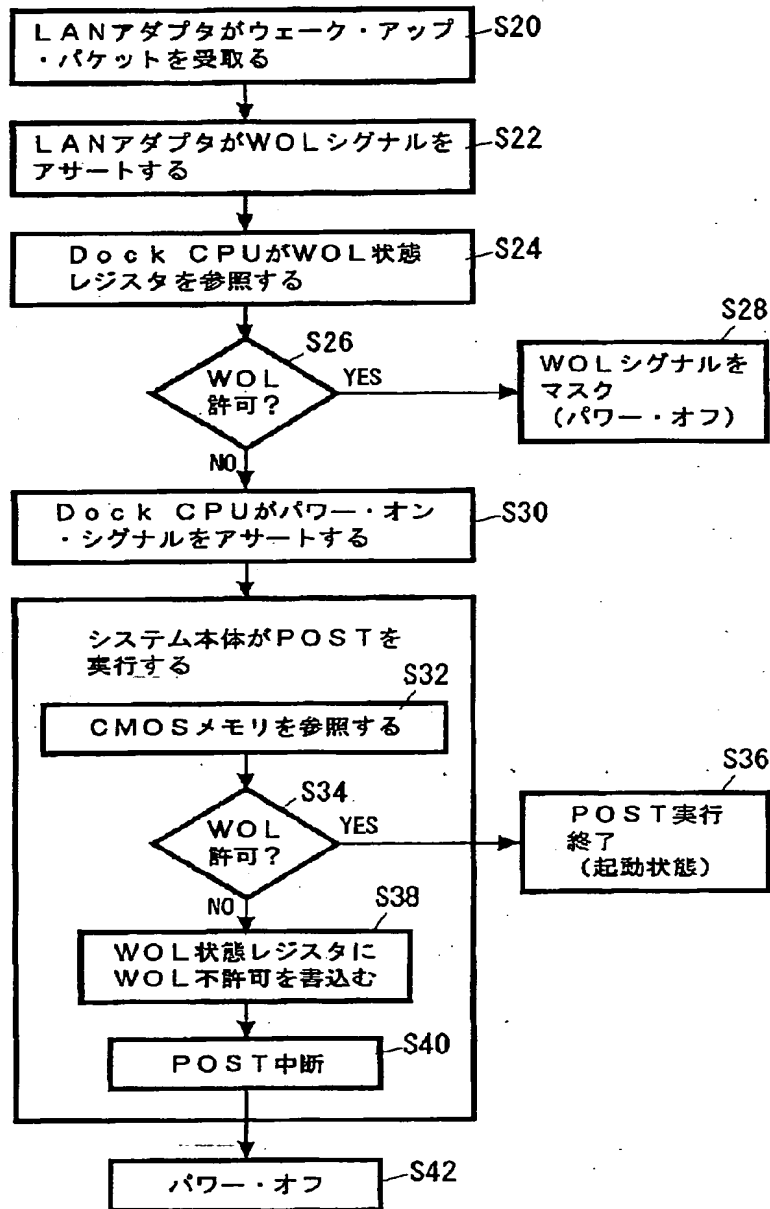 LANアダプタがウェーク・アップ
・パケットを受取る
S20
LANアダプタがWOLシグナルを
アサートする
S22
Dock CPUがWOL状態
レジスタを参照する
S24
S26
WOL
許可?
YES
NO
S28
WOLシグナルを
マスク
(パワー・オフ)
Dock CPUがパワー・オン
・シグナルをアサートする
S30
システム本体がPOSTを
実行する
S32
CMOSメモリを参照する
S34
WOL
許可?
YES
NO
S36
POST実行
終了
(起動状態)
S38
WOL状態レジスタに
WOL不許可を書込む
S40
POST中断
S42
パワー・オフ